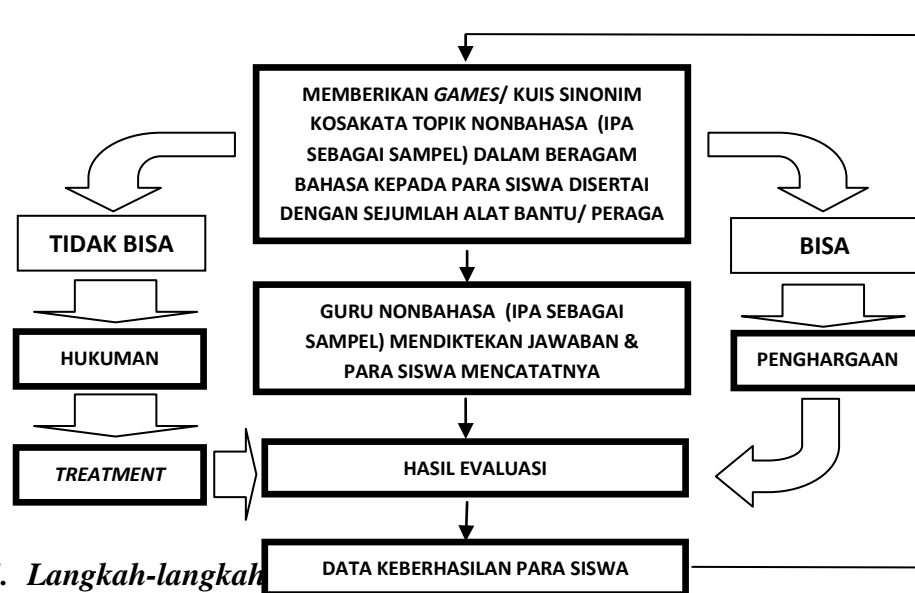 MEMBERIKAN GAMES/ KUIS SINONIM
KOSAKATA TOPIK NONBAHASA (IPA
SEBAGAI SAMPEL) DALAM BERAGAM
BAHASA KEPADA PARA SISWA DISERTAI
DENGAN SEJUMLAH ALAT BANTU/ PERAGA
TIDAK BISA
BISA
GURU NONBAHASA (IPA SEBAGAI
SAMPEL) MENDIKTEKAN JAWABAN &
PARA SISWA MENCATATNYA
HUKUMAN
PENGHARGAAN
TREATMENT
HASIL EVALUASI
DATA KEBERHASILAN PARA SISWA
. Langkah-langkah